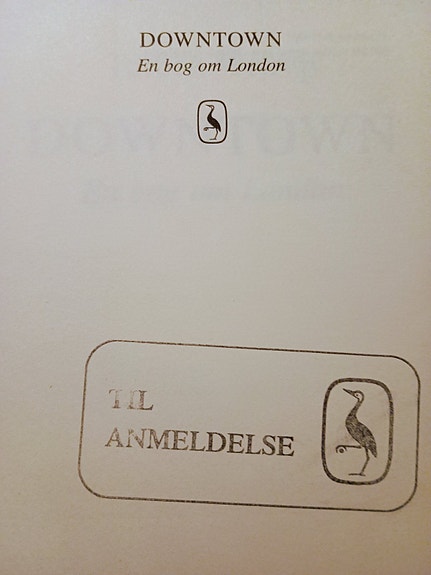 DOWNTOWN
En bog om London
TIL
ANMELDELSE